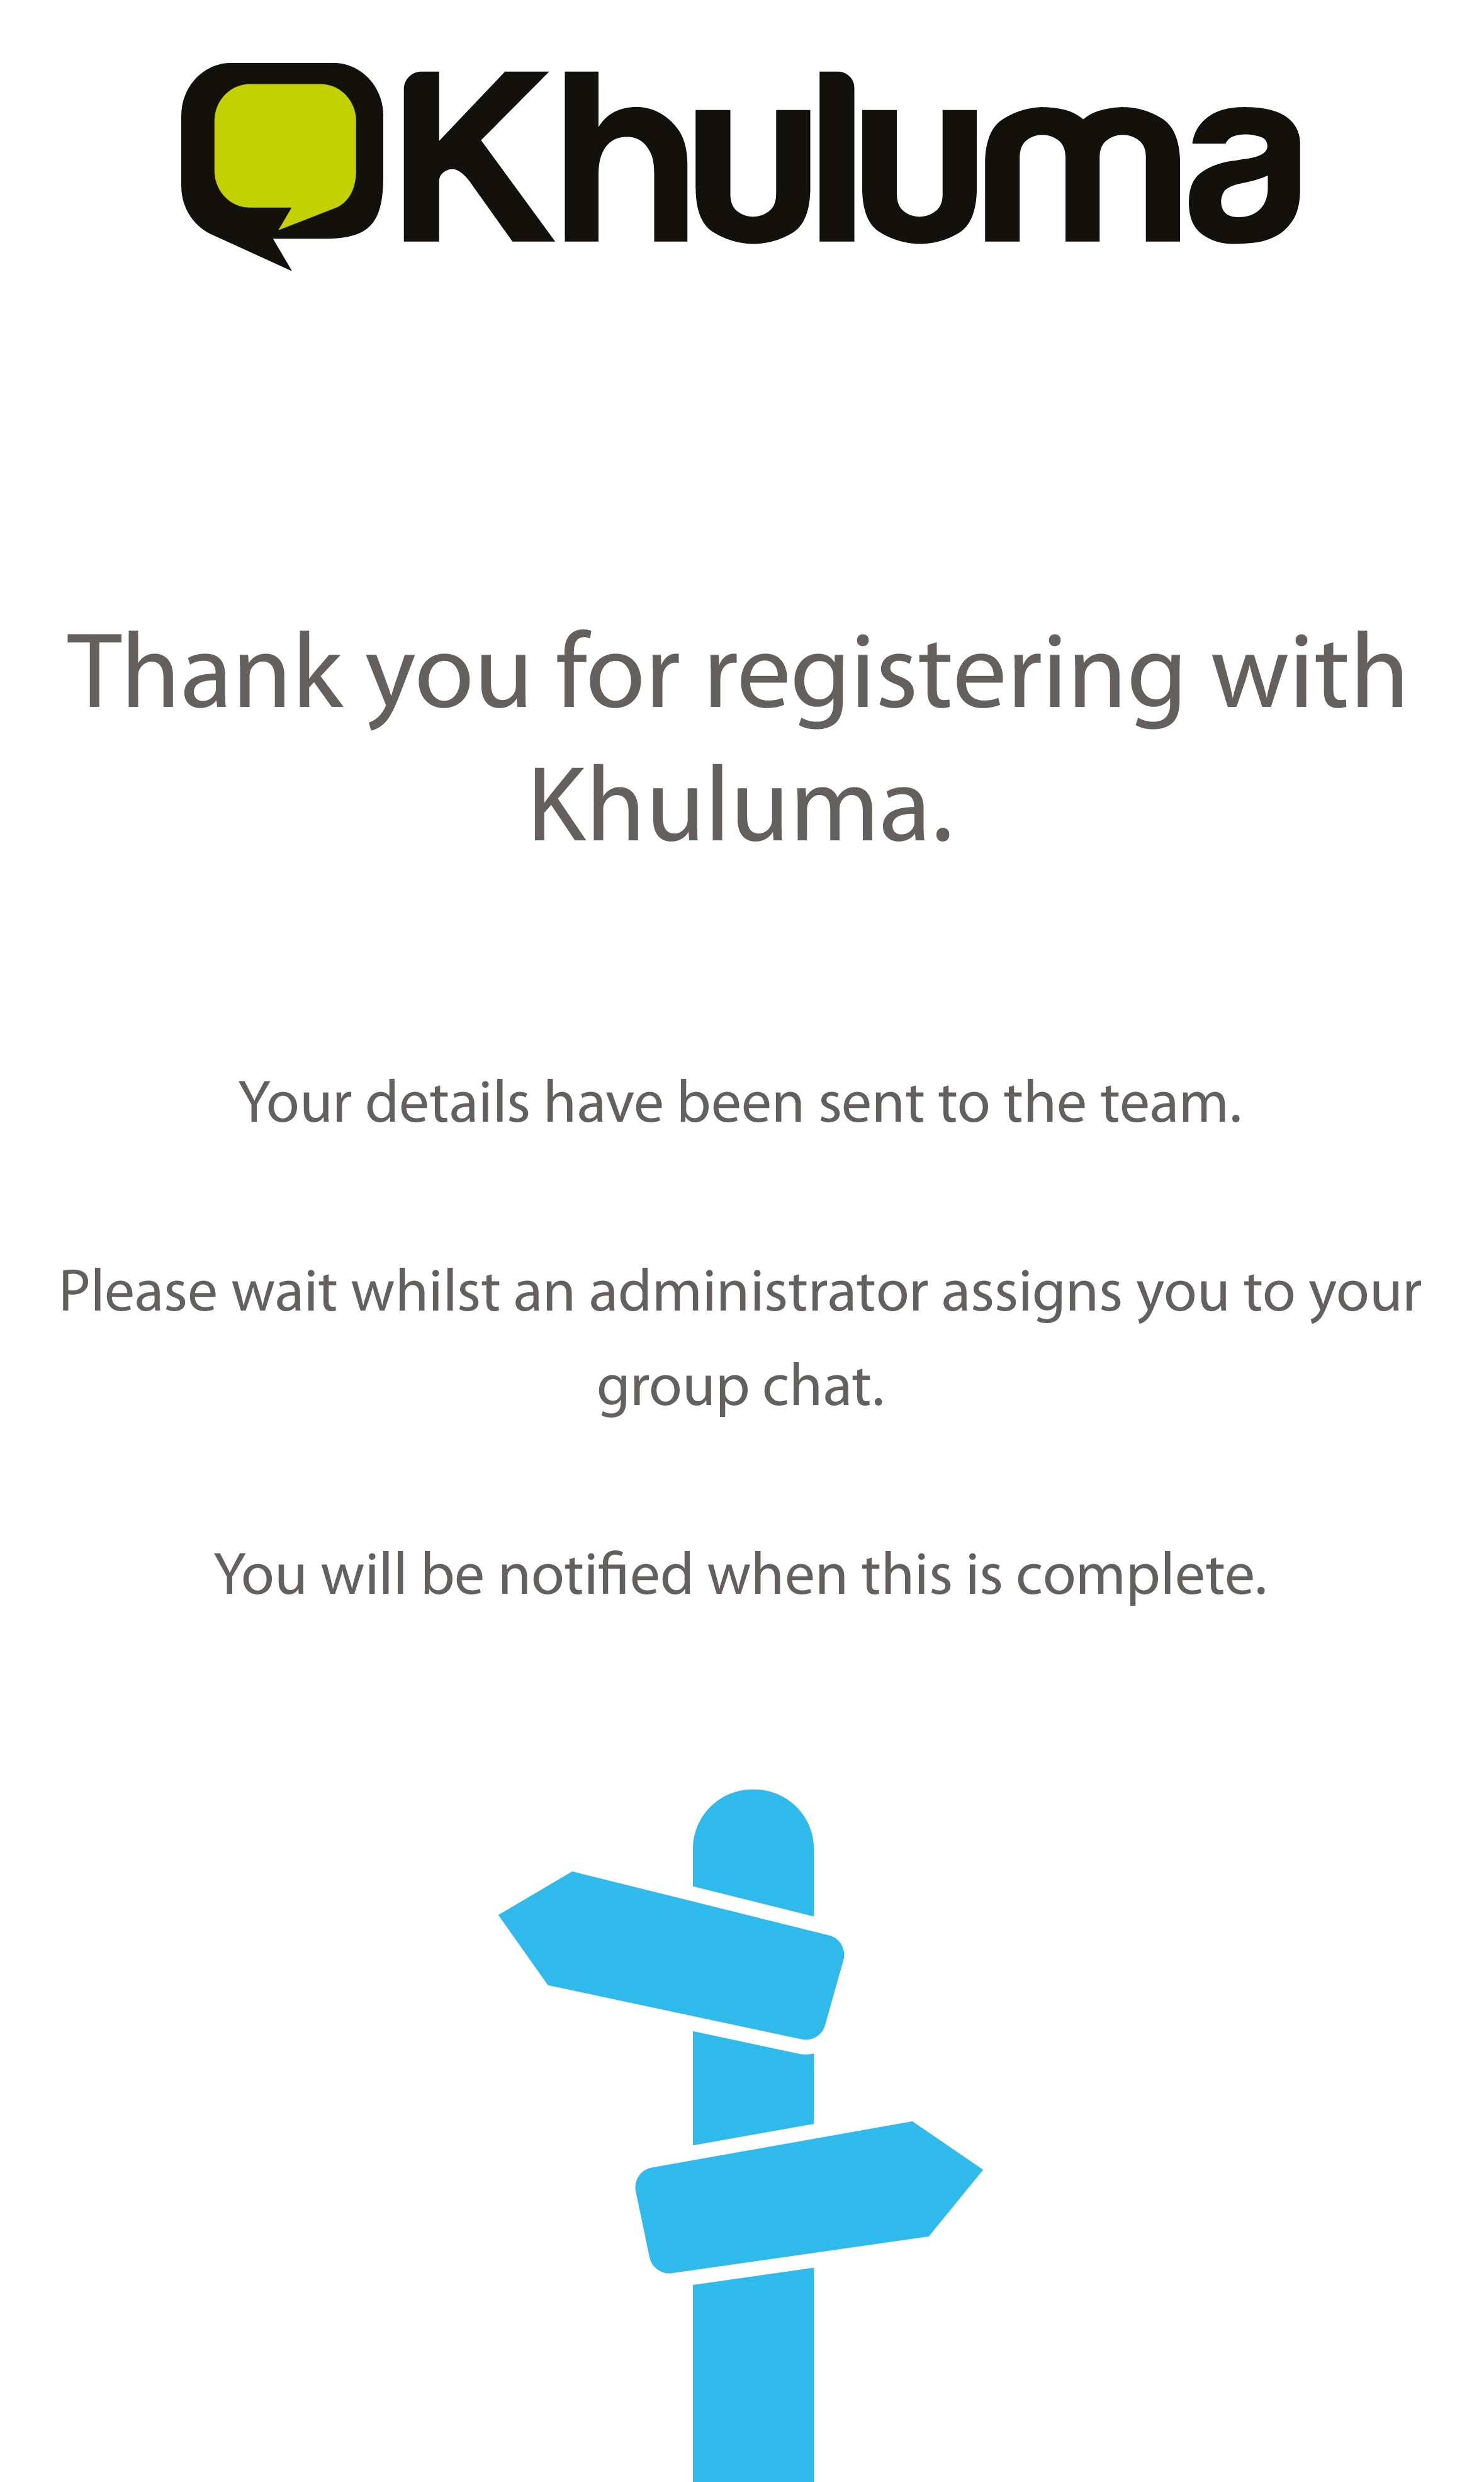 Khuluma
Thank you for registering with
Khuluma.
Your details have been sent to the team.
Please wait whilst an administrator assigns you to your
group chat.
You will be notified when this is complete.